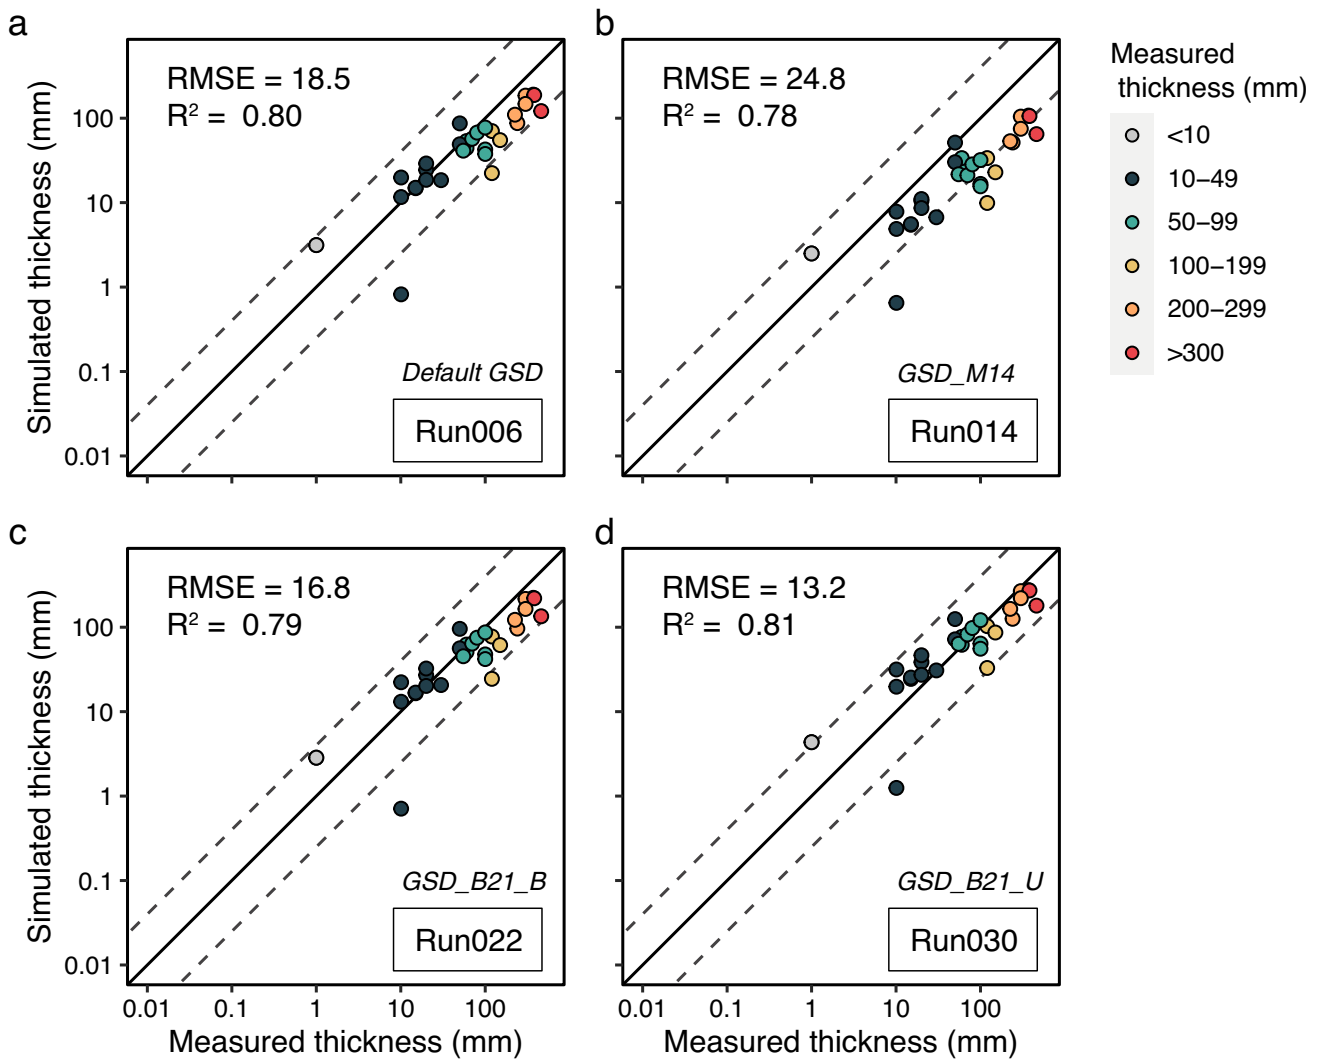 a
RMSE = 18.5
R² = 0.80
Simulated thickness (mm)
100
10
1
0.1
0.01
Default GSD
Run006
b
RMSE = 24.8
R² = 0.78
GSD_M14
Run014
Measured
thickness (mm)
<10
10–49
50–99
100–199
200–299
>300
c
RMSE = 16.8
R² = 0.79
Simulated thickness (mm)
100
10
1
0.1
0.01
GSD_B21_B
Run022
0.01 0.1 1 10 100
Measured thickness (mm)
d
RMSE = 13.2
R² = 0.81
GSD_B21_U
Run030
0.01 0.1 1 10 100
Measured thickness (mm)